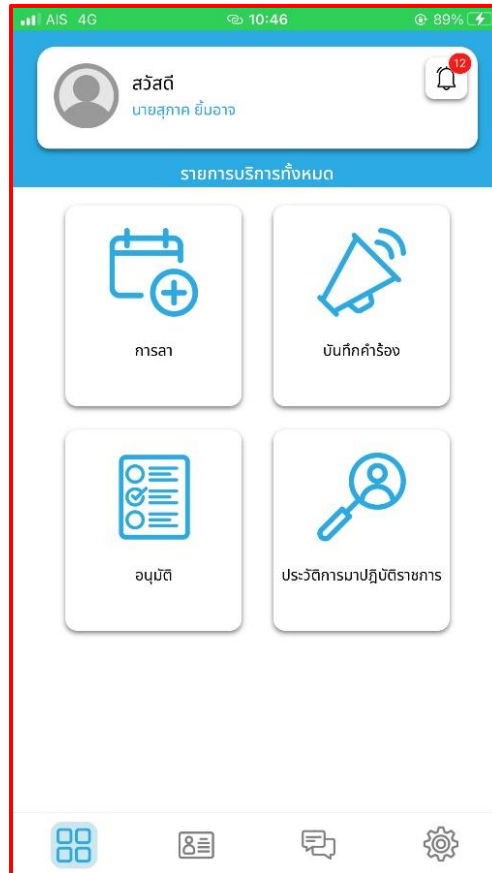 AIS 4G 10:46 89%
12
สวัสดี
นายสุภาค ยิ้มอาจ
รายการบริการทั้งหมด
การลา บันทึกคำร้อง
อนุมัติ ประวัติการมาปฎิบัติราชการ